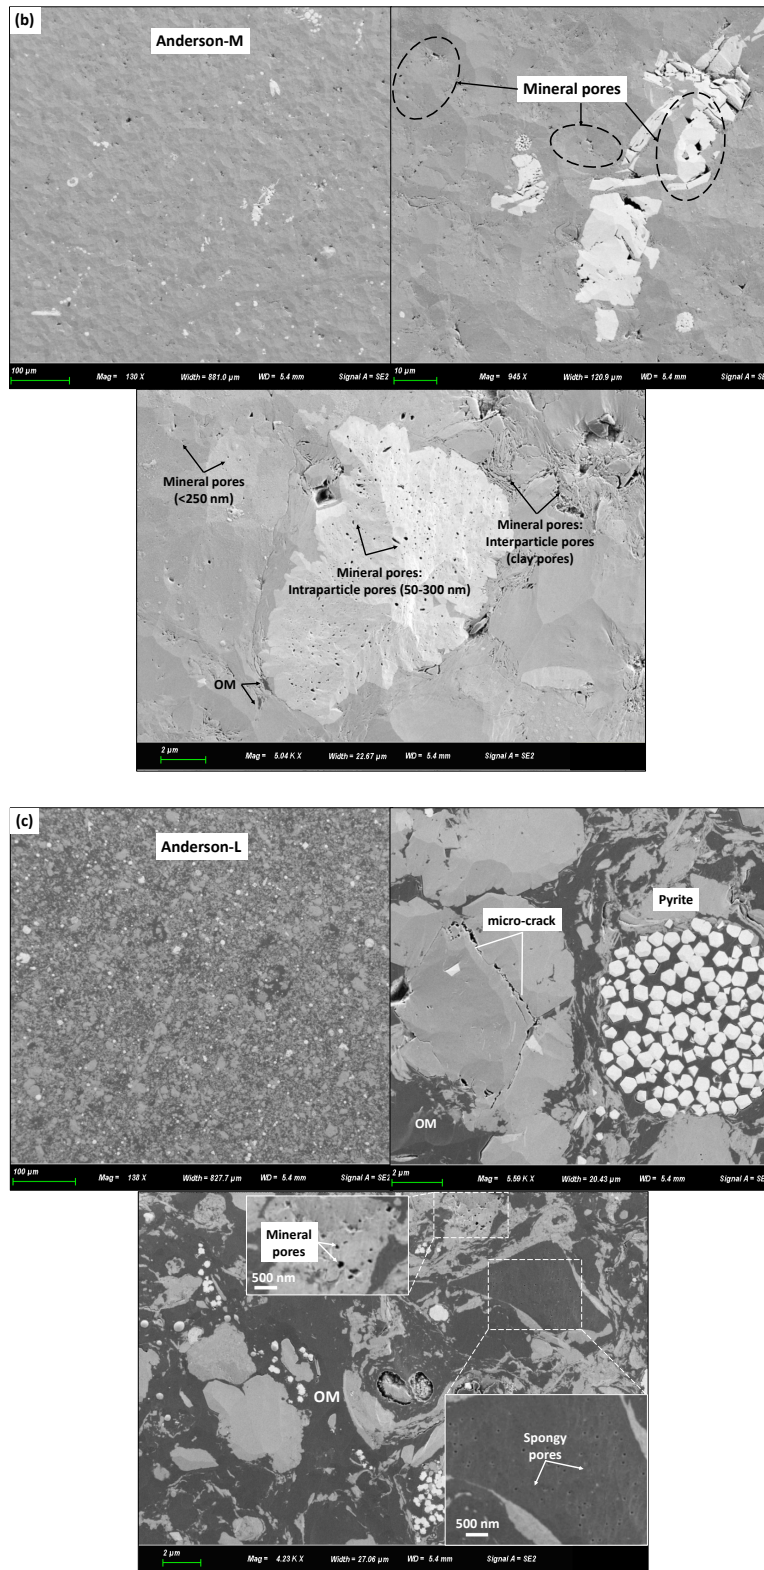 (b)
Anderson-M
100 µm
Mag = 130 X Width = 881.0 µm WD = 5.4 mm Signal A = SE2
Mineral pores
10 µm
Mag = 945 X Width = 120.9 µm WD = 5.4 mm Signal A = SE2
Mineral pores
(<250 nm)
Mineral pores:
Interparticle pores
(clay pores)
Mineral pores:
Intraparticle pores (50-300 nm)
OM
2 µm
Mag = 5.04 K X Width = 22.67 µm WD = 5.4 mm Signal A = SE2
(c)
Anderson-L
100 µm
Mag = 138 X Width = 827.7 µm WD = 5.4 mm Signal A = SE2
Pyrite
micro-crack
OM
2 µm
Mag = 5.59 K X Width = 20.43 µm WD = 5.4 mm Signal A = SE2
Mineral
pores
500 nm
OM
Spongy
pores
500 nm
2 µm
Mag = 4.23 K X Width = 27.06 µm WD = 5.4 mm Signal A = SE2